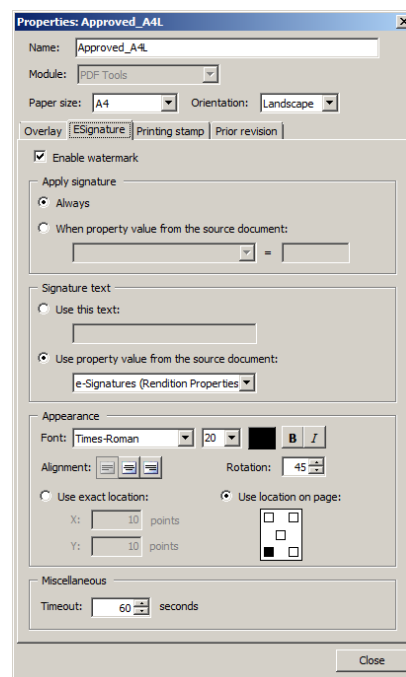 Properties: Approved_A4L
Name: Approved_A4L
Module: PDF Tools
Paper size: A4 Orientation: Landscape
Overlay ESignature Printing stamp Prior revision
Enable watermark
Apply signature
Always
When property value from the source document:
=
Signature text
Use this text:
Use property value from the source document:
e-Signatures (Rendition Properties
Appearance
Font: Times-Roman 20 B I
Alignment: Rotation: 45
Use exact location: Use location on page:
X: 10 points
Y: 10 points
Miscellaneous
Timeout: 60 seconds
Close